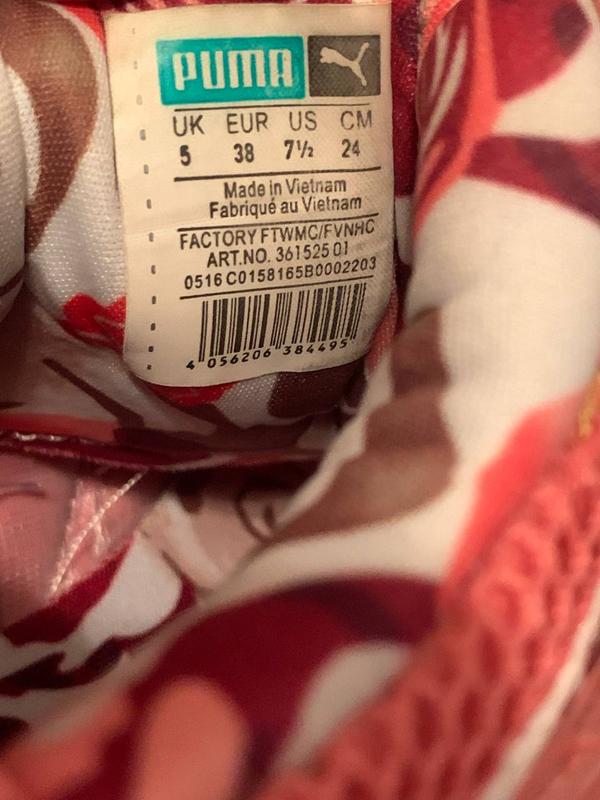 PUMA
UK EUR US CM
5 38 7½ 24
Made in Vietnam
Fabriqué au Vietnam
FACTORY FTWMC/FVNHC
ART.NO. 361525 01
0516 C0158165B0002203
4 056206 384495